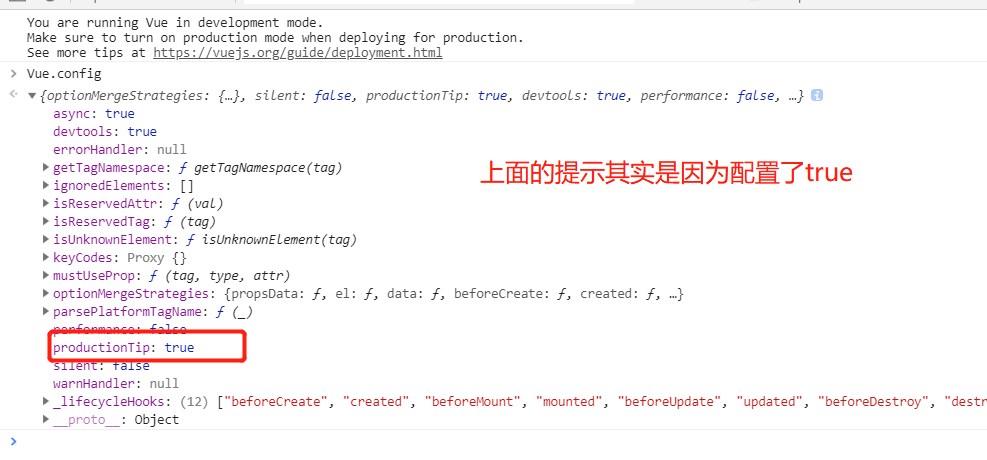 You are running Vue in development mode.
Make sure to turn on production mode when deploying for production.
See more tips at https://vuejs.org/guide/deployment.html
> Vue.config
{optionMergeStrategies: {…}, silent: false, productionTip: true, devtools: true, performance: false, …}
async: true
devtools: true
errorHandler: null
getTagNamespace: ƒ getTagNamespace(tag)
上面的提示其实是因为配置了true
ignoredElements: []
isReservedAttr: ƒ (val)
isReservedTag: ƒ (tag)
isUnknownElement: ƒ isUnknownElement(tag)
keyCodes: Proxy {}
mustUseProp: ƒ (tag, type, attr)
optionMergeStrategies: {propsData: ƒ, el: ƒ, data: ƒ, beforeCreate: ƒ, created: ƒ, …}
parsePlatformTagName: ƒ (_)
performance: false
productionTip: true
silent: false
warnHandler: null
_lifecycleHooks: (12) ["beforeCreate", "created", "beforeMount", "mounted", "beforeUpdate", "updated", "beforeDestroy", "destr
__proto__: Object
>